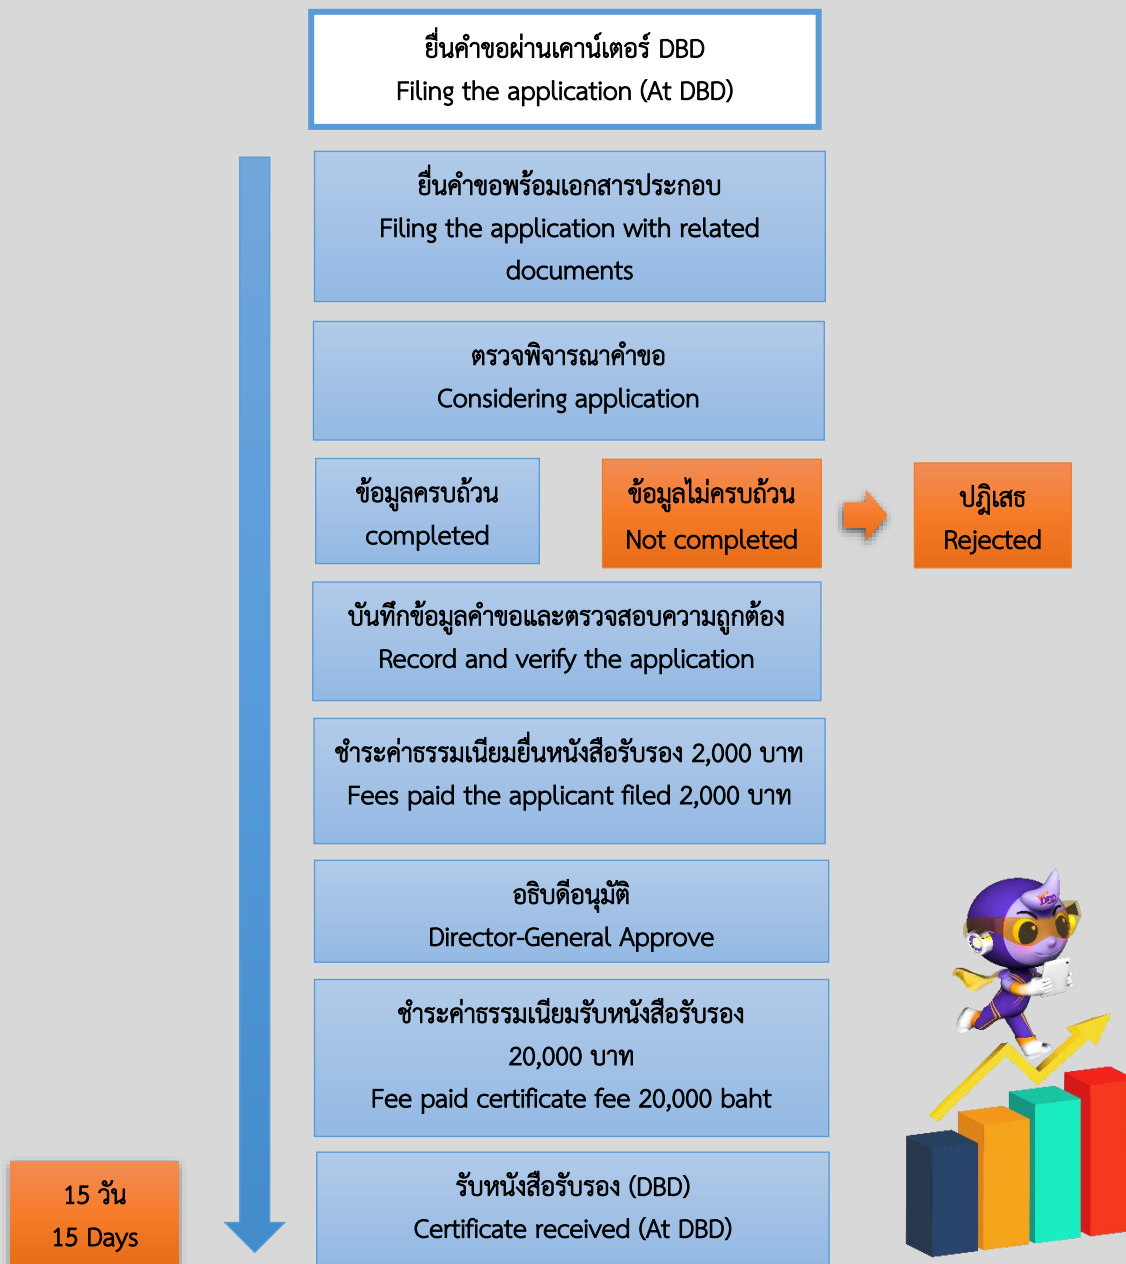 ยื่นคำขอผ่านเคาน์เตอร์ DBD
Filing the application (At DBD)
ยื่นคำขอพร้อมเอกสารประกอบ
Filing the application with related
documents
ตรวจพิจารณาคำขอ
Considering application
ข้อมูลครบถ้วน
completed
ข้อมูลไม่ครบถ้วน
Not completed
ปฎิเสธ
Rejected
บันทึกข้อมูลคำขอและตรวจสอบความถูกต้อง
Record and verify the application
ชำระค่าธรรมเนียมยื่นหนังสือรับรอง 2,000 บาท
Fees paid the applicant filed 2,000 บาท
อธิบดีอนุมัติ
Director-General Approve
ชำระค่าธรรมเนียมรับหนังสือรับรอง
20,000 บาท
Fee paid certificate fee 20,000 baht
รับหนังสือรับรอง (DBD)
Certificate received (At DBD)
15 วัน
15 Days
DBD